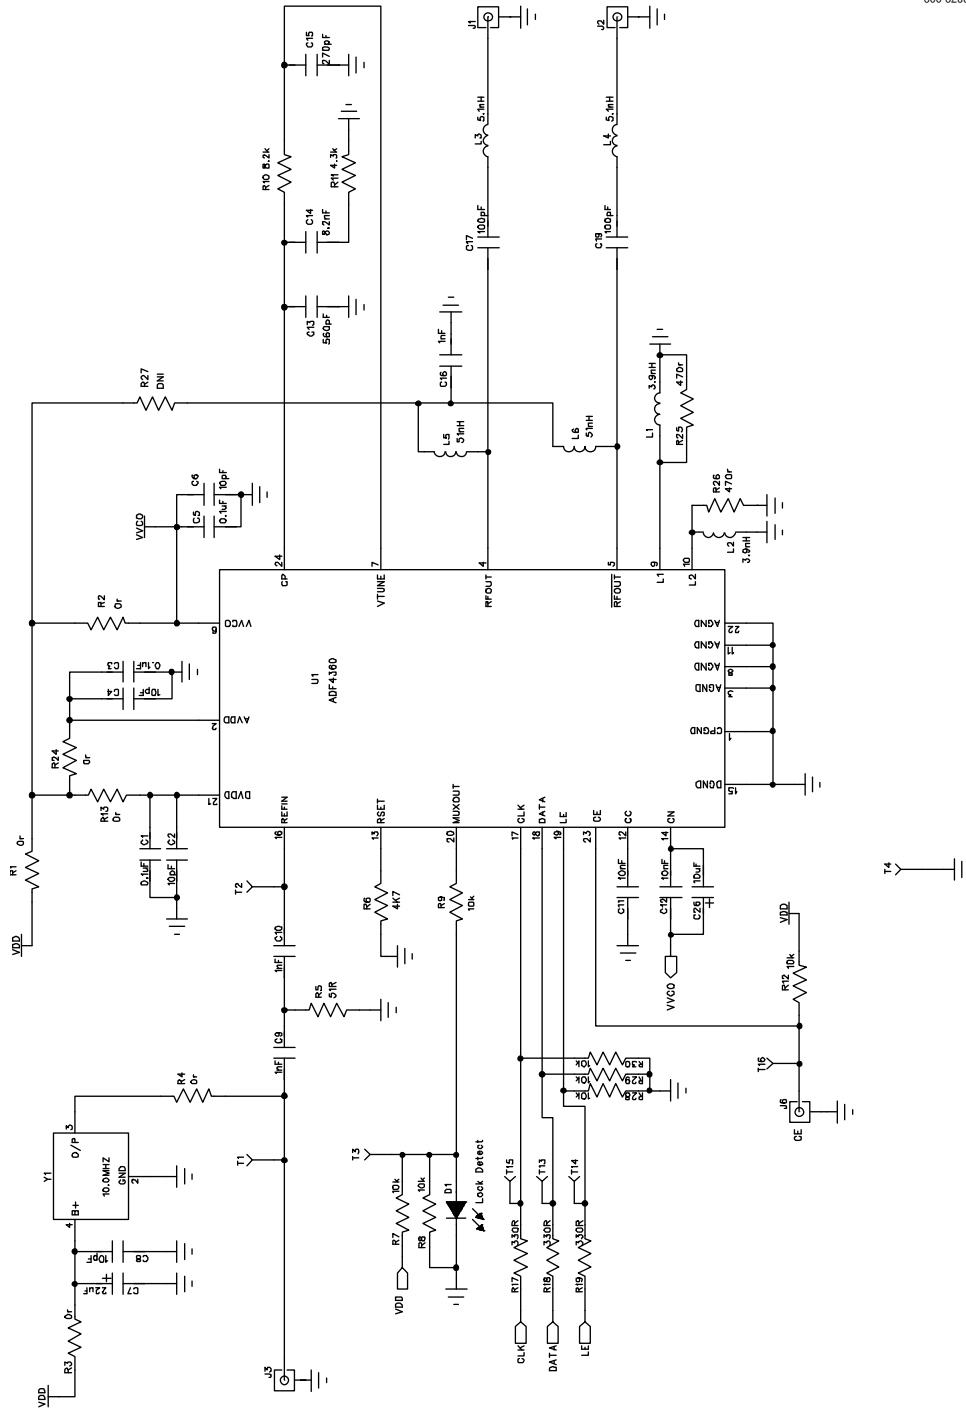 J1
J2
C15
270pF
L3
5.1nH
L4
5.1nH
R10 8.2k
R11 4.3k
C14
8.2nF
C17
100pF
C19
100pF
C13
560pF
R27
DNI
C16
1nF
L5
51nH
L6
51nH
L1
3.9nH
R25
470r
R26
470r
L2
3.9nH
C6
10pF
C5
0.1uF
VVCO
R2
0r
C3
0.1uF
C4
10pF
R24
0r
R13
0r
C1
0.1uF
C2
10pF
R1
0r
VDD
U1
ADF4360
24
CP
7
VTUNE
4
RFOUT
5
RFOUT
9
L1
10
L2
6
VVCO
2
AVDD
21
DVDD
22
AGND
11
AGND
8
AGND
3
AGND
1
CPGND
15
DGND
16
REFIN
13
RSET
20
MUXOUT
17
CLK
18
DATA
19
LE
23
CE
12
CC
14
CN
T2
C10
1nF
R5
51R
C9
1nF
R6
4K7
R9
10k
C11
10nF
C12
10nF
C26
10uF
+
VVCO
T4
VDD
R12 10k
T16
J6
CE
R30
10k
R29
10k
R28
10k
R4
0r
T1
Y1
10.0MHZ
3
O/P
GND
2
4
B+
C8
10pF
C7
22uF
+
R3
0r
VDD
J3
T3
R7
10k
R8
10k
VDD
D1
Lock Detect
T15
T13
T14
R17
330R
R18
330R
R19
330R
CLK
DATA
LE